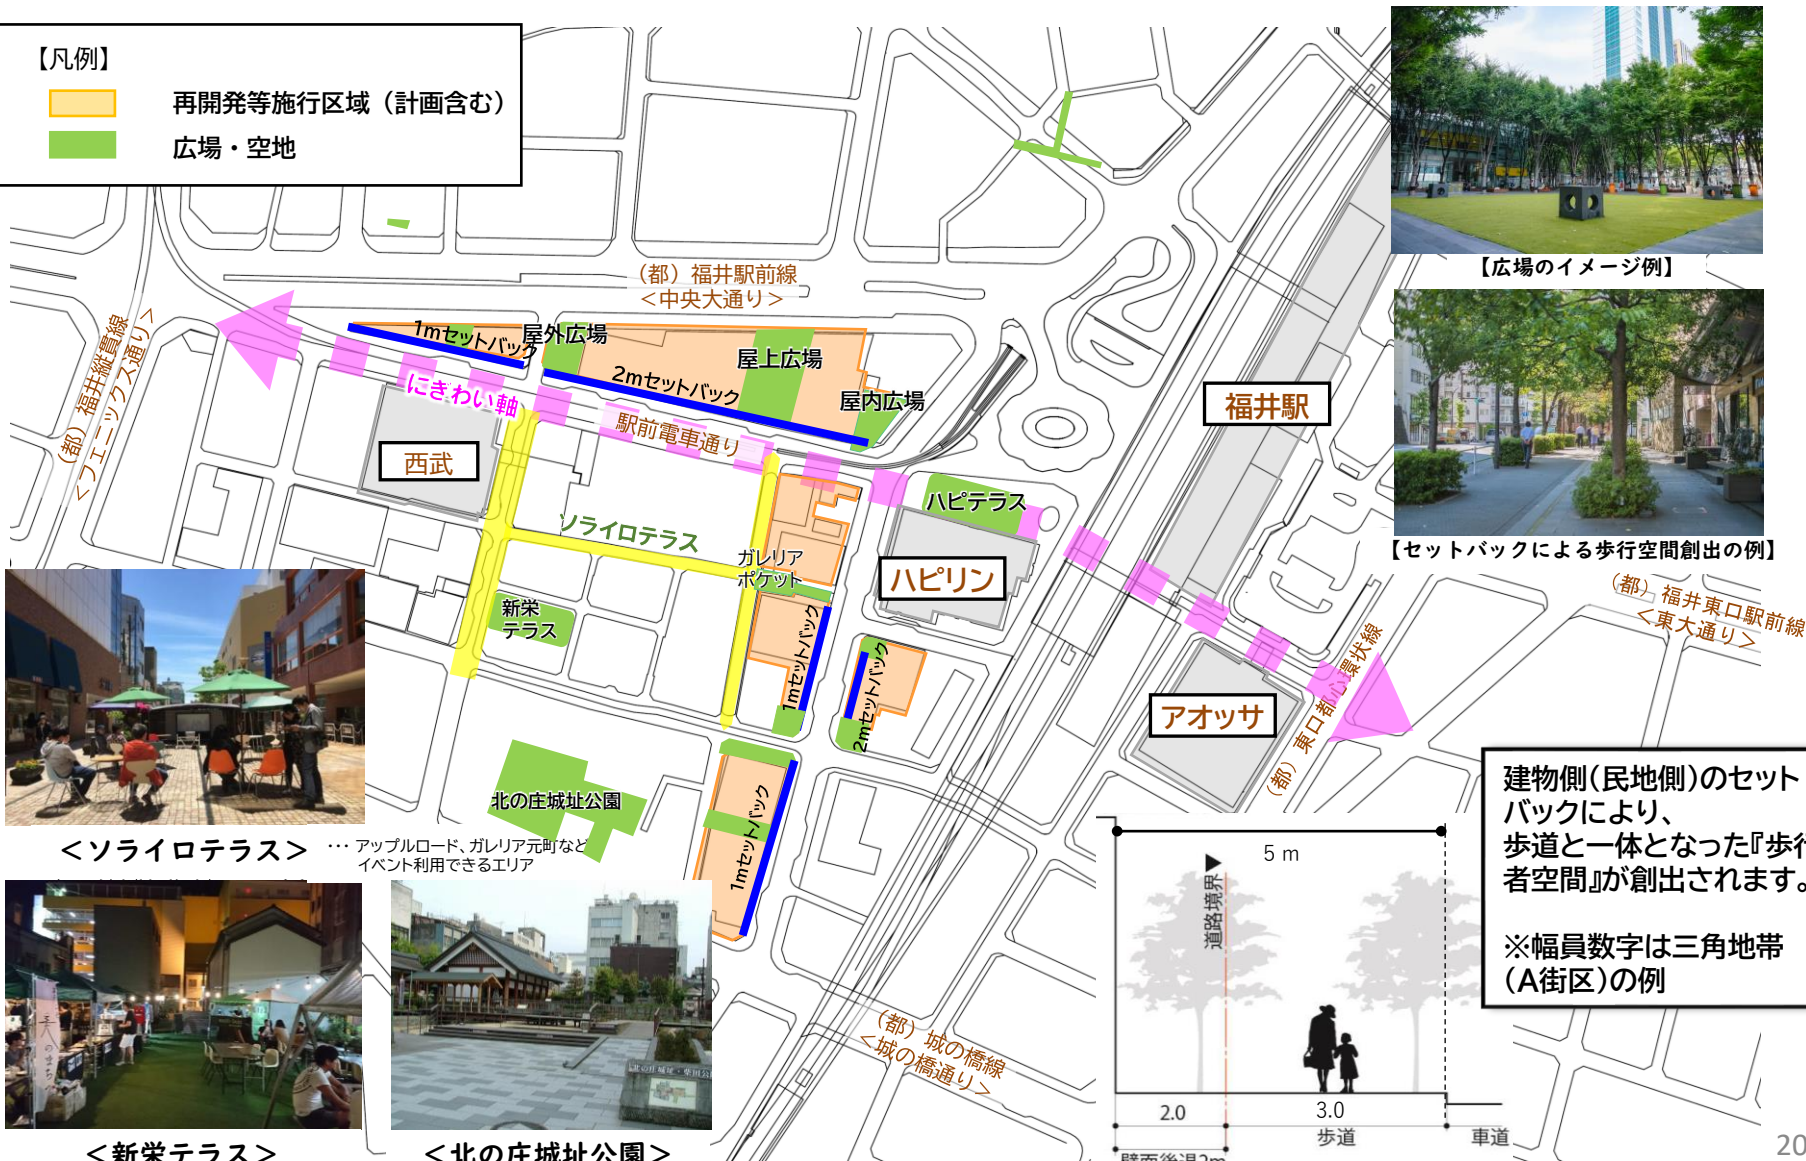 【凡例】
再開発等施行区域（計画含む）
広場・空地
【広場のイメージ例】
【セットバックによる歩行空間創出の例】
（都）福井駅前線
＜中央大通り＞
（都）福井縦貫線
＜フェニックス通り＞
1mセットバック
屋外広場
2mセットバック
屋上広場
屋内広場
にぎわい軸
駅前電車通り
西武
福井駅
ハピテラス
ハピリン
ソライロテラス
ガレリア
ポケット
新栄
テラス
1mセットバック
2mセットバック
アオッサ
（都）東口都心環状線
（都）福井東口駅前線
＜東大通り＞
北の庄城址公園
1mセットバック
＜ソライロテラス＞
… アップルロード、ガレリア元町など
イベント利用できるエリア
（都）城の橋線
＜城の橋通り＞
＜新栄テラス＞
＜北の庄城址公園＞
建物側（民地側）のセット
バックにより、
歩道と一体となった『歩行
者空間』が創出されます。
※幅員数字は三角地帯
（A街区）の例
5 m
道路境界
2.0
3.0
歩道
車道
壁面後退2m
20